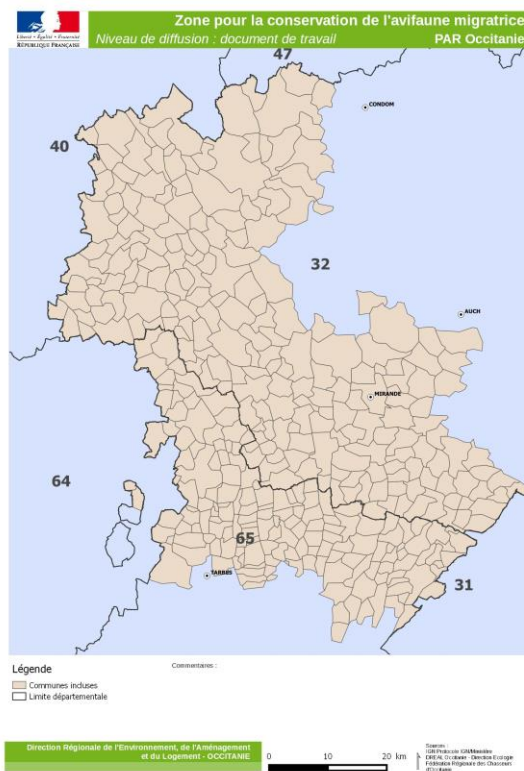 Liberté • Égalité • Fraternité
RÉPUBLIQUE FRANÇAISE
Zone pour la conservation de l'avifaune migratrice
Niveau de diffusion : document de travail
PAR Occitanie
47
CONDOM
40
32
AUCH
MIRANDE
64
65
TARBES
31
Légende
Communes incluses
Limite départementale
Commentaires :
Direction Régionale de l'Environnement, de l'Aménagement
et du Logement - OCCITANIE
0 10 20 km
Sources :
DREAL Occitanie - Direction Ecologie
Fédération Régionale des Chasseurs
d'Occitanie